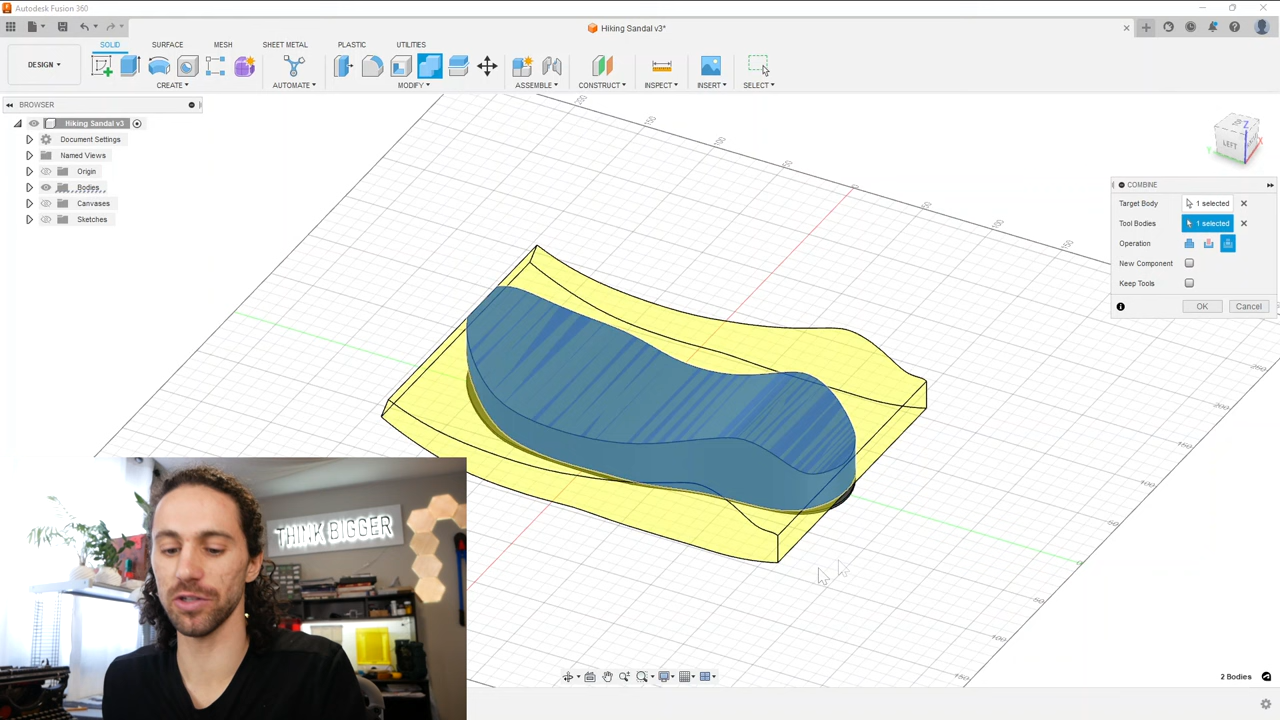 Autodesk Fusion 360
Hiking Sandal v3*
SOLID SURFACE MESH SHEET METAL PLASTIC UTILITIES
DESIGN▾
CREATE▾ AUTOMATE▾ MODIFY▾ ASSEMBLE▾ CONSTRUCT▾ INSPECT▾ INSERT▾ SELECT▾
BROWSER
Hiking Sandal v3
Document Settings
Named Views
Origin
Bodies
Canvases
Sketches
LEFT
COMBINE
Target Body 1 selected
Tool Bodies 1 selected
Operation
New Component
Keep Tools
OK Cancel
THINK BIGGER
2 Bodies